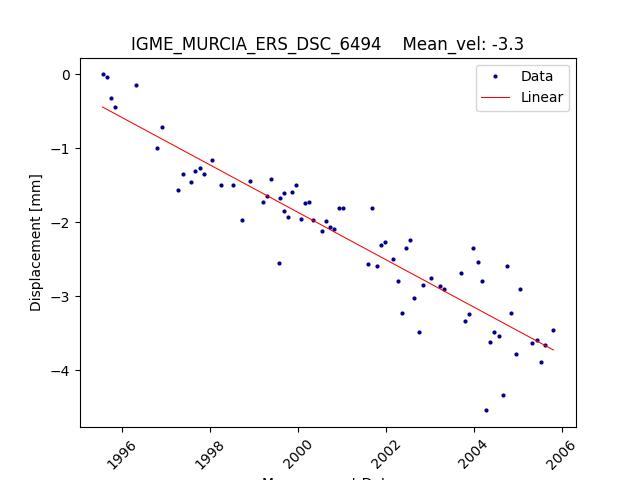 IGME_MURCIA_ERS_DSC_6494 Mean_vel: -3.3
Data
Linear
Displacement [mm]
0
−1
−2
−3
−4
1996
1998
2000
2002
2004
2006